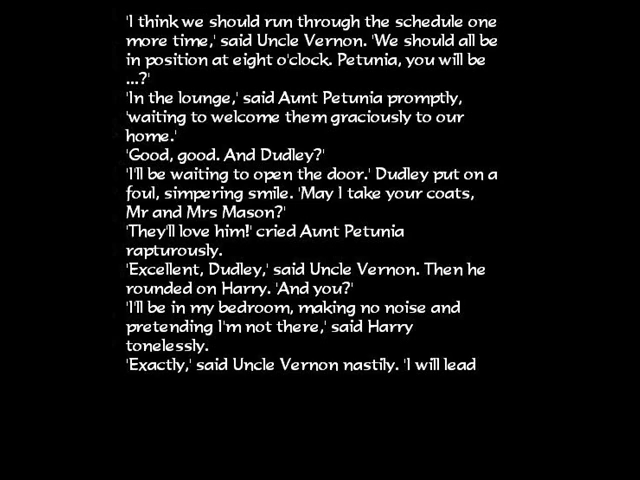 'I think we should run through the schedule one
more time,' said Uncle Vernon. 'We should all be
in position at eight o'clock. Petunia, you will be
...?'
'In the lounge,' said Aunt Petunia promptly,
'waiting to welcome them graciously to our
home.'
'Good, good. And Dudley?'
'I'll be waiting to open the door.' Dudley put on a
foul, simpering smile. 'May I take your coats,
Mr and Mrs Mason?'
'They'll love him!' cried Aunt Petunia
rapturously.
'Excellent, Dudley,' said Uncle Vernon. Then he
rounded on Harry. 'And you?'
'I'll be in my bedroom, making no noise and
pretending I'm not there,' said Harry
tonelessly.
'Exactly,' said Uncle Vernon nastily. 'I will lead